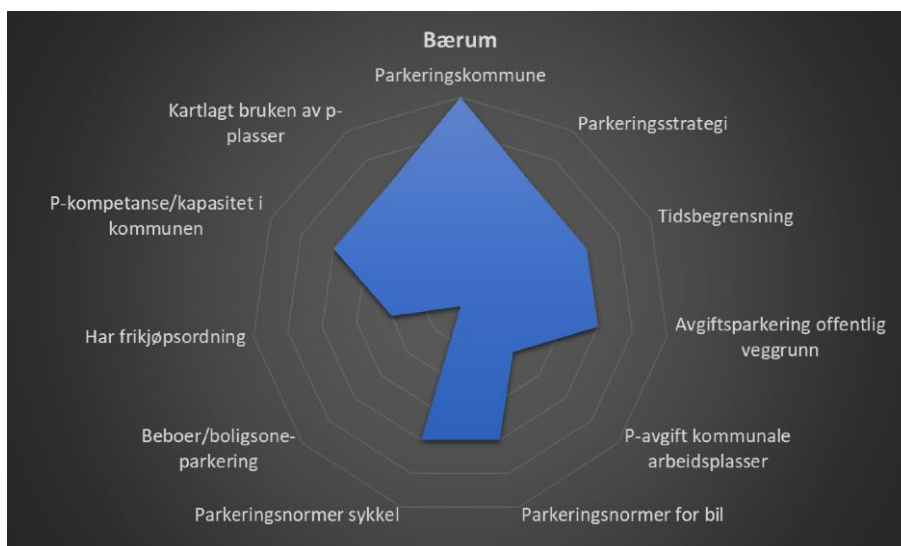 Bærum
Parkeringskommune
Parkeringsstrategi
Tidsbegrensning
Avgiftsparkering offentlig
veggrunn
P-avgift kommunale
arbeidsplasser
Parkeringsnormer for bil
Parkeringsnormer sykkel
Beboer/boligsone-
parkering
Har frikjøpsordning
P-kompetanse/kapasitet i
kommunen
Kartlagt bruken av p-
plasser